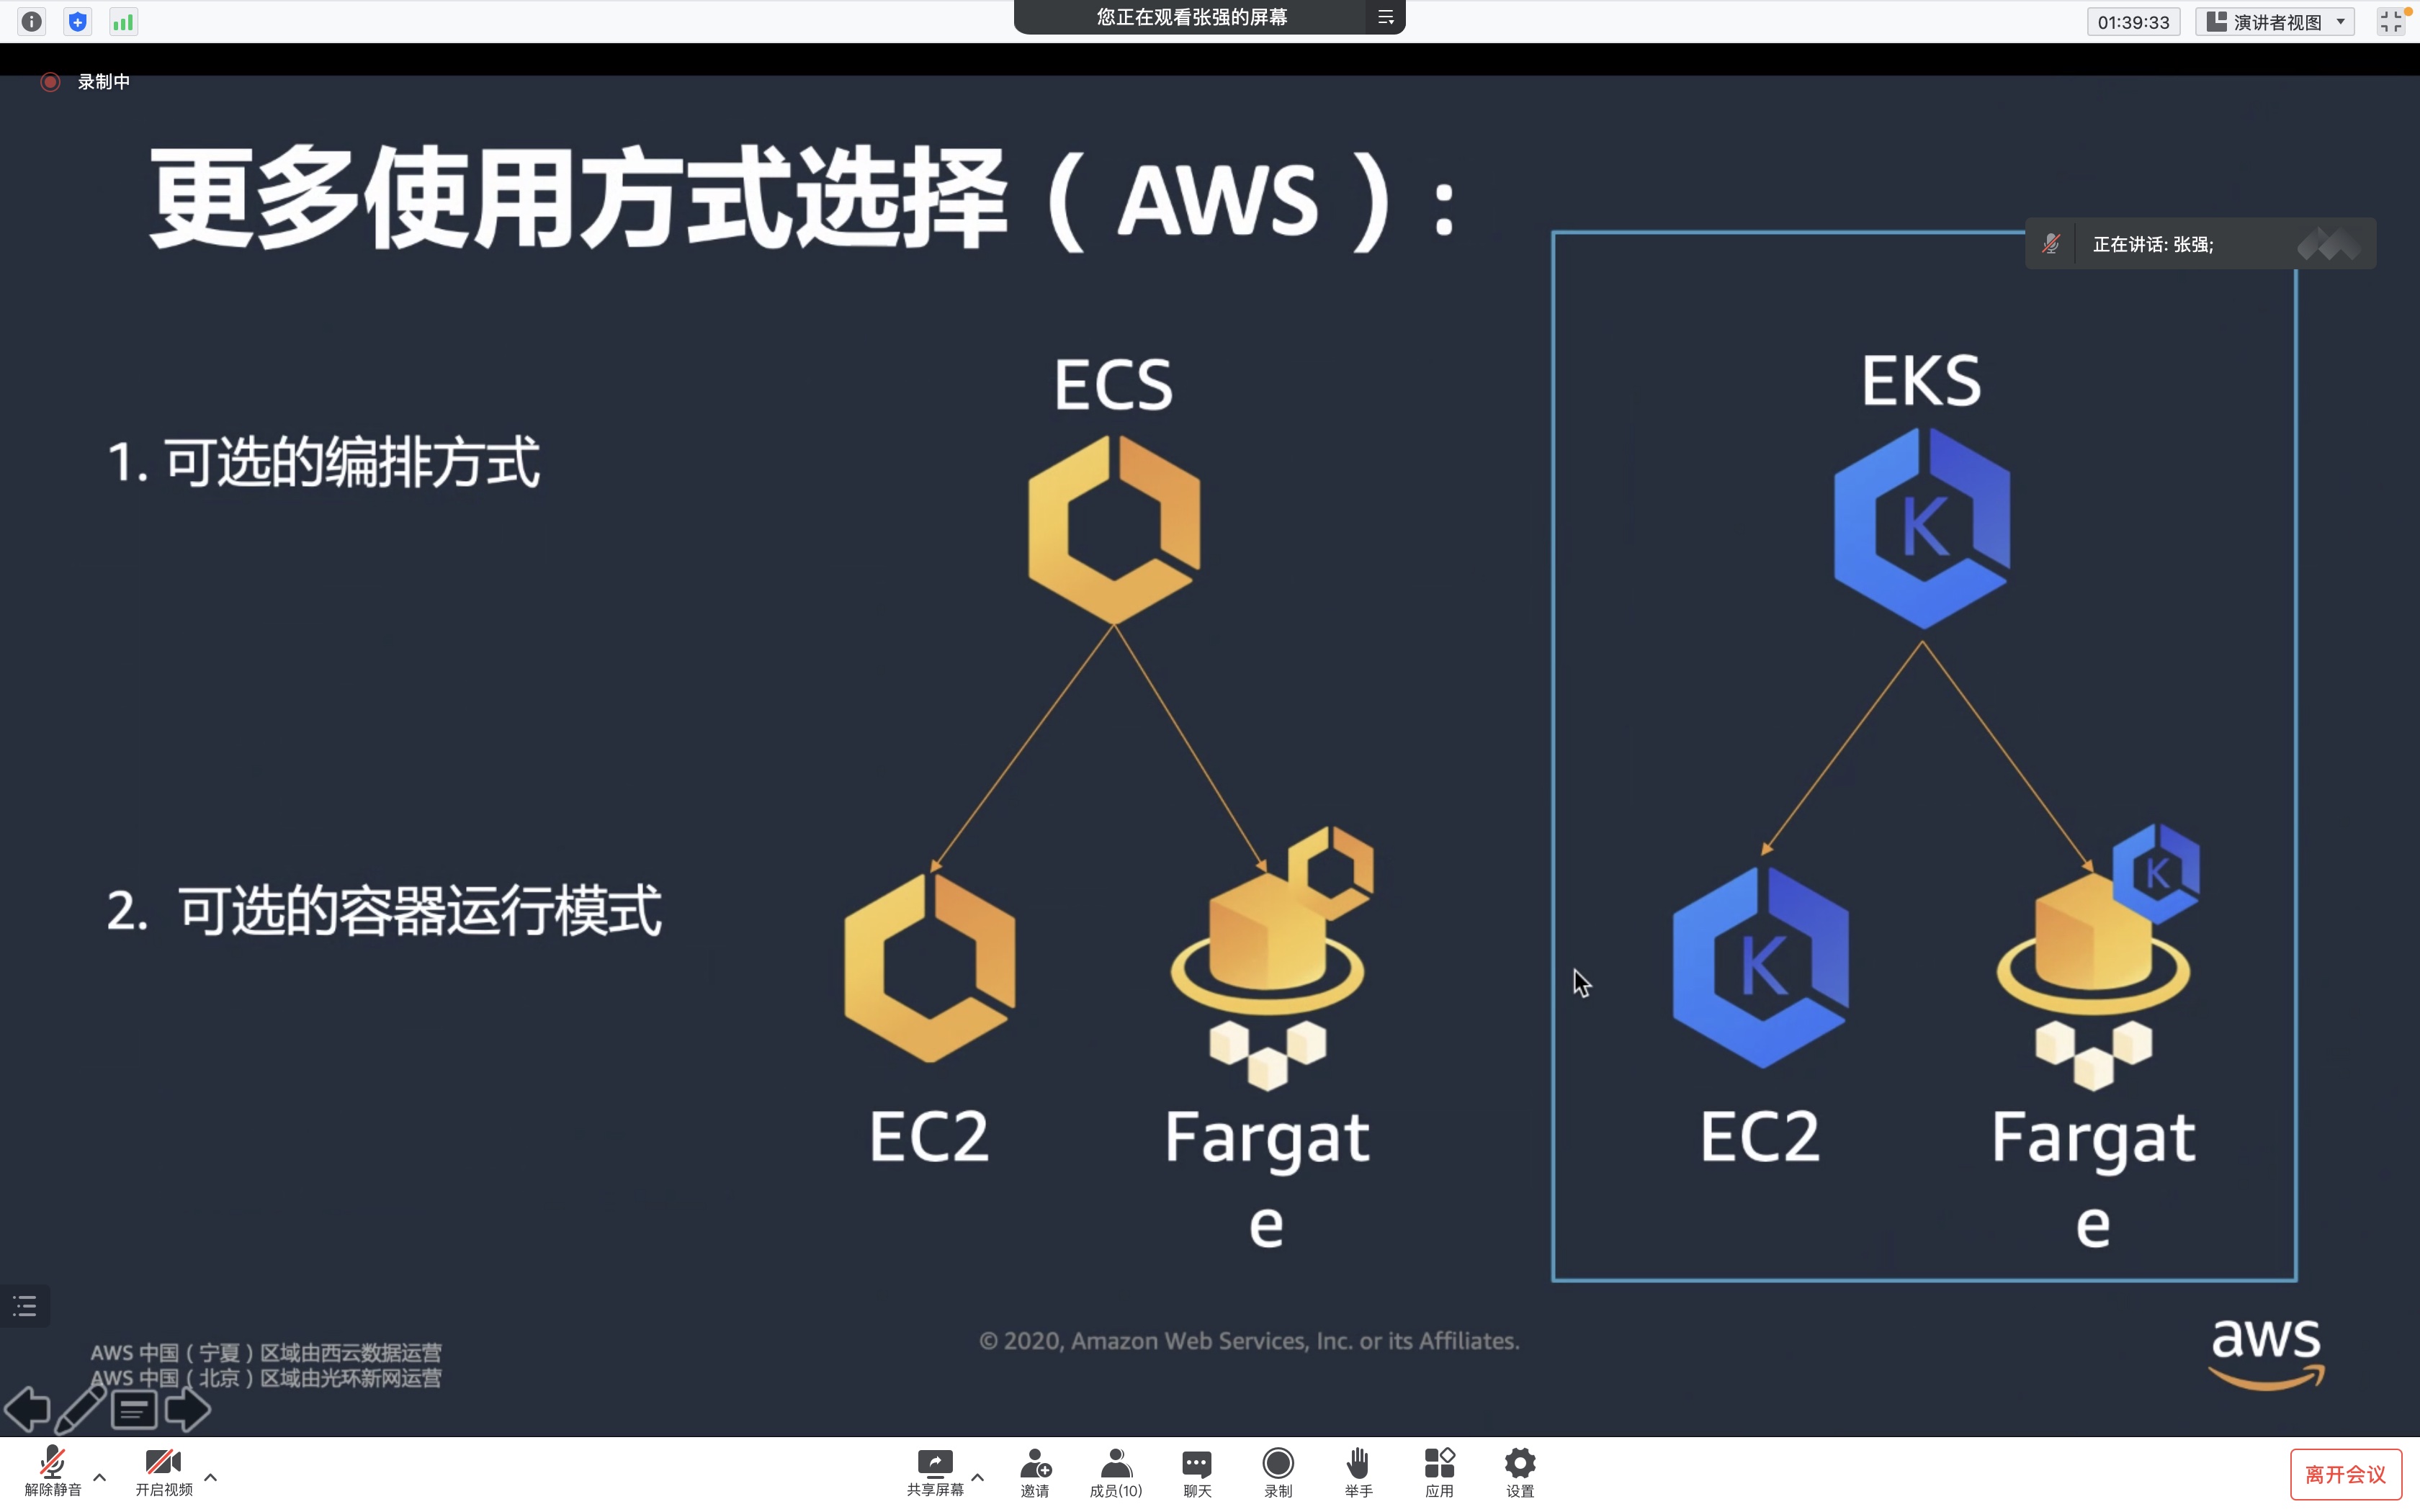 您正在观看张强的屏幕
01:39:33
演讲者视图
录制中
更多使用方式选择（AWS）：
正在讲话: 张强;
ECS
EKS
K
1. 可选的编排方式
2. 可选的容器运行模式
K
K
EC2
Fargat
e
EC2
Fargat
e
AWS 中国（宁夏）区域由西云数据运营
AWS 中国（北京）区域由光环新网运营
© 2020, Amazon Web Services, Inc. or its Affiliates.
aws
解除静音
开启视频
共享屏幕
邀请
成员(10)
聊天
录制
举手
应用
设置
离开会议